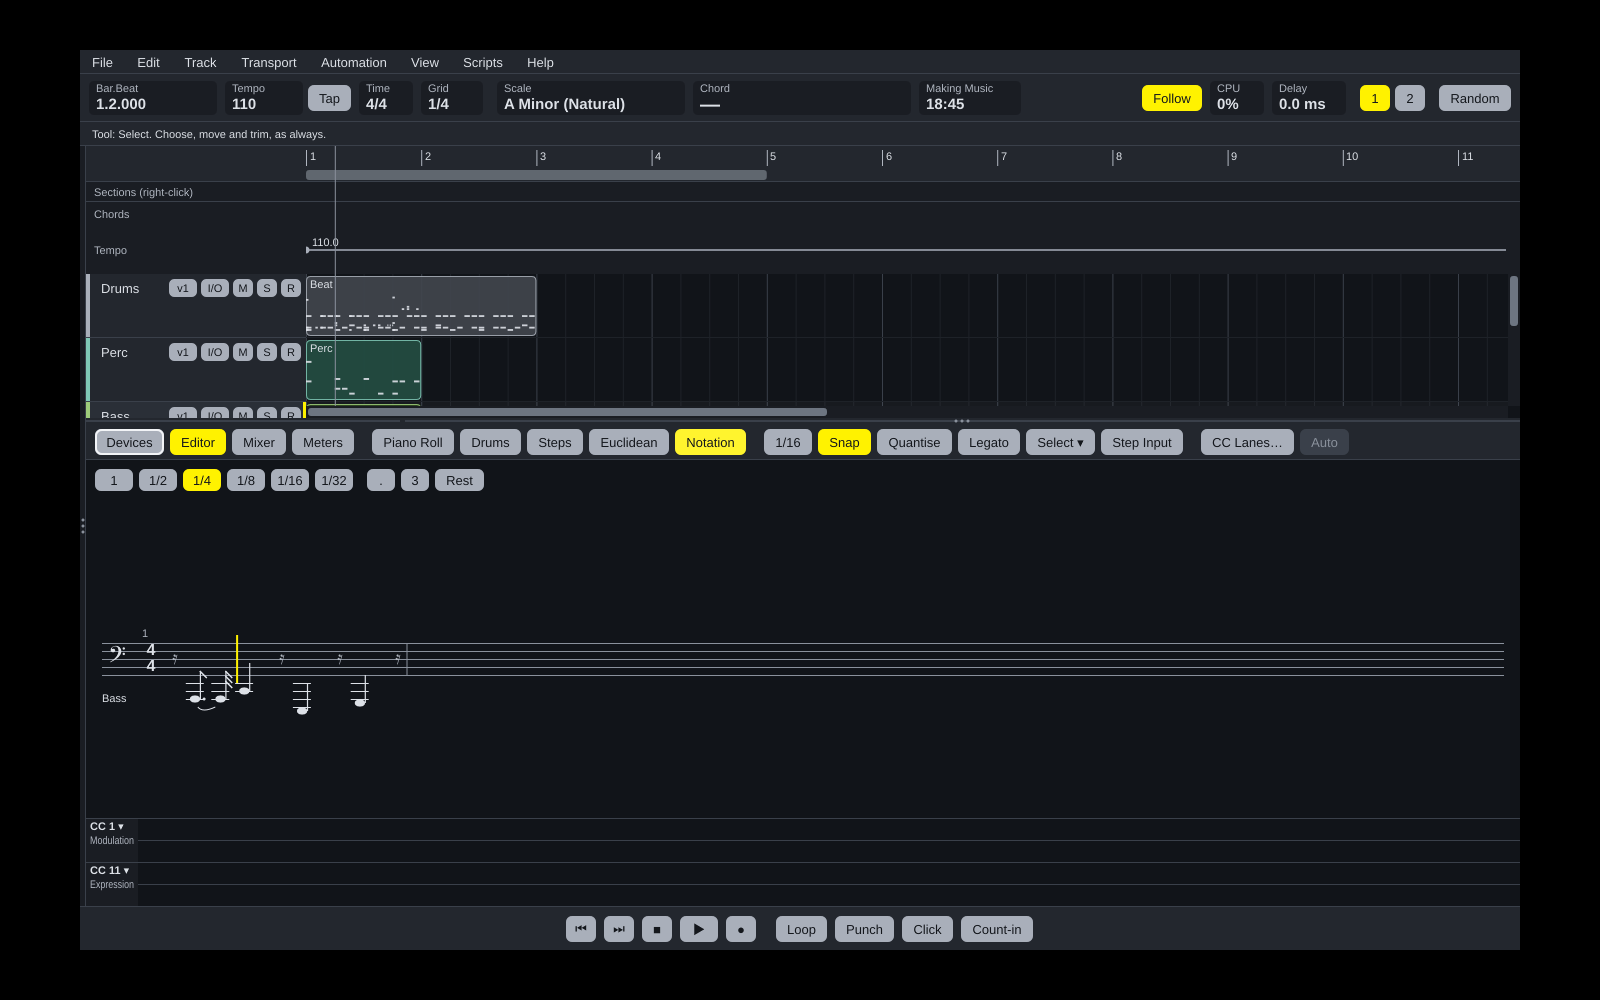 File Edit Track Transport Automation View Scripts Help
Bar.Beat Tempo Time Grid Scale Chord Making Music CPU Delay
1.2.000 110 Tap 4/4 1/4 A Minor (Natural) — 18:45 Follow 0% 0.0 ms 1 2 Random
Tool: Select. Choose, move and trim, as always.
1 2 3 4 5 6 7 8 9 10 11
Sections (right-click)
Chords
Tempo 110.0
Drums v1 I/O M S R Beat
Perc v1 I/O M S R Perc
Bass v1 I/O M S R
Devices Editor Mixer Meters Piano Roll Drums Steps Euclidean Notation 1/16 Snap Quantise Legato Select ▾ Step Input CC Lanes… Auto
1 1/2 1/4 1/8 1/16 1/32 . 3 Rest
1
4
4
Bass
CC 1 ▾
Modulation
CC 11 ▾
Expression
Loop Punch Click Count-in